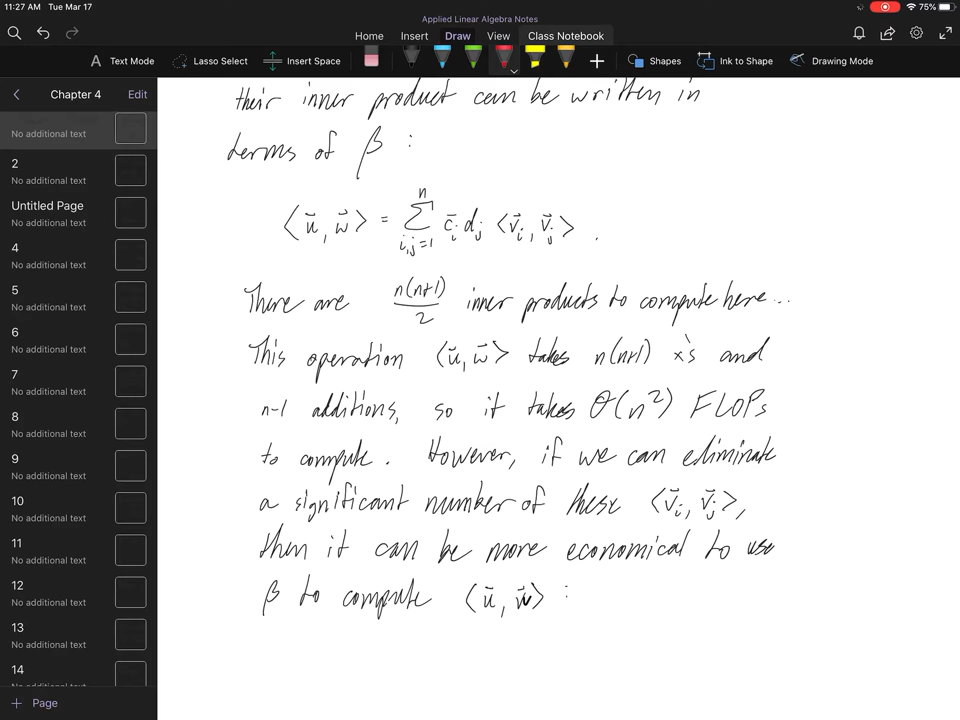 11:27 AM Tue Mar 17
75%
Applied Linear Algebra Notes
Home Insert Draw View Class Notebook
A Text Mode Lasso Select Insert Space Shapes Ink to Shape Drawing Mode
Chapter 4 Edit
No additional text
2
No additional text
Untitled Page
No additional text
4
No additional text
5
No additional text
6
No additional text
7
No additional text
8
No additional text
9
No additional text
10
No additional text
11
No additional text
12
No additional text
13
No additional text
14
No additional text
+ Page
their inner product can be written in
terms of β :
⟨u⃗, w⃗⟩ = ∑_{i,j=1}^{n} c̄_i d_j ⟨v⃗_i, v⃗_j⟩ .
There are n(n+1)/2 inner products to compute here...
This operation ⟨u⃗, w⃗⟩ takes n(n+1) ×'s and
n-1 additions, so it takes O(n²) FLOPs
to compute. However, if we can eliminate
a significant number of these ⟨v⃗_i, v⃗_j⟩,
then it can be more economical to use
β to compute ⟨u⃗, w⃗⟩ :